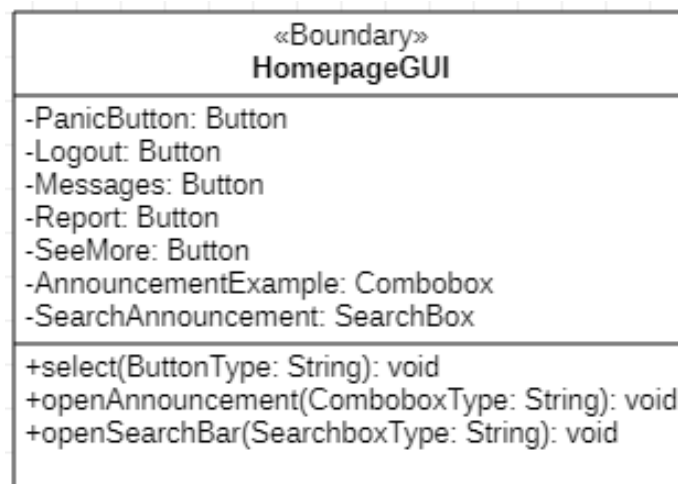 «Boundary»
HomepageGUI
-PanicButton: Button
-Logout: Button
-Messages: Button
-Report: Button
-SeeMore: Button
-AnnouncementExample: Combobox
-SearchAnnouncement: SearchBox
+select(ButtonType: String): void
+openAnnouncement(ComboboxType: String): void
+openSearchBar(SearchboxType: String): void